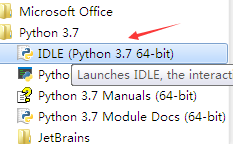 Microsoft Office
Python 3.7
IDLE (Python 3.7 64-bit)
Pytho
Launches IDLE, the interact
Python 3.7 Manuals (64-bit)
Python 3.7 Module Docs (64-bit)
JetBrains